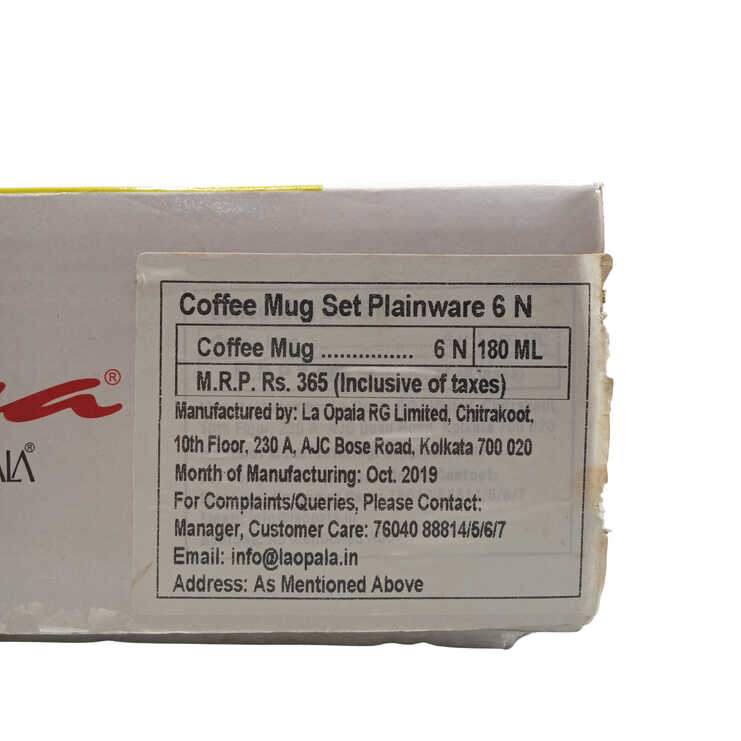 Coffee Mug Set Plainware 6 N
Coffee Mug ................ 6 N 180 ML
M.R.P. Rs. 365 (Inclusive of taxes)
Manufactured by: La Opala RG Limited, Chitrakoot,
10th Floor, 230 A, AJC Bose Road, Kolkata 700 020
Month of Manufacturing: Oct. 2019
For Complaints/Queries, Please Contact:
Manager, Customer Care: 76040 88814/5/6/7
Email: info@laopala.in
Address: As Mentioned Above